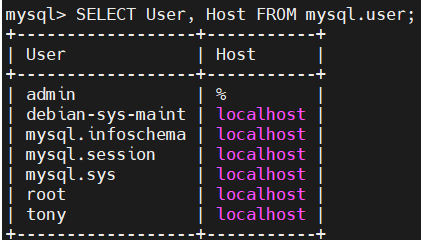 mysql> SELECT User, Host FROM mysql.user;
+------------------+-----------+
| User             | Host      |
+------------------+-----------+
| admin            | %         |
| debian-sys-maint | localhost |
| mysql.infoschema | localhost |
| mysql.session    | localhost |
| mysql.sys        | localhost |
| root             | localhost |
| tony             | localhost |
+------------------+-----------+